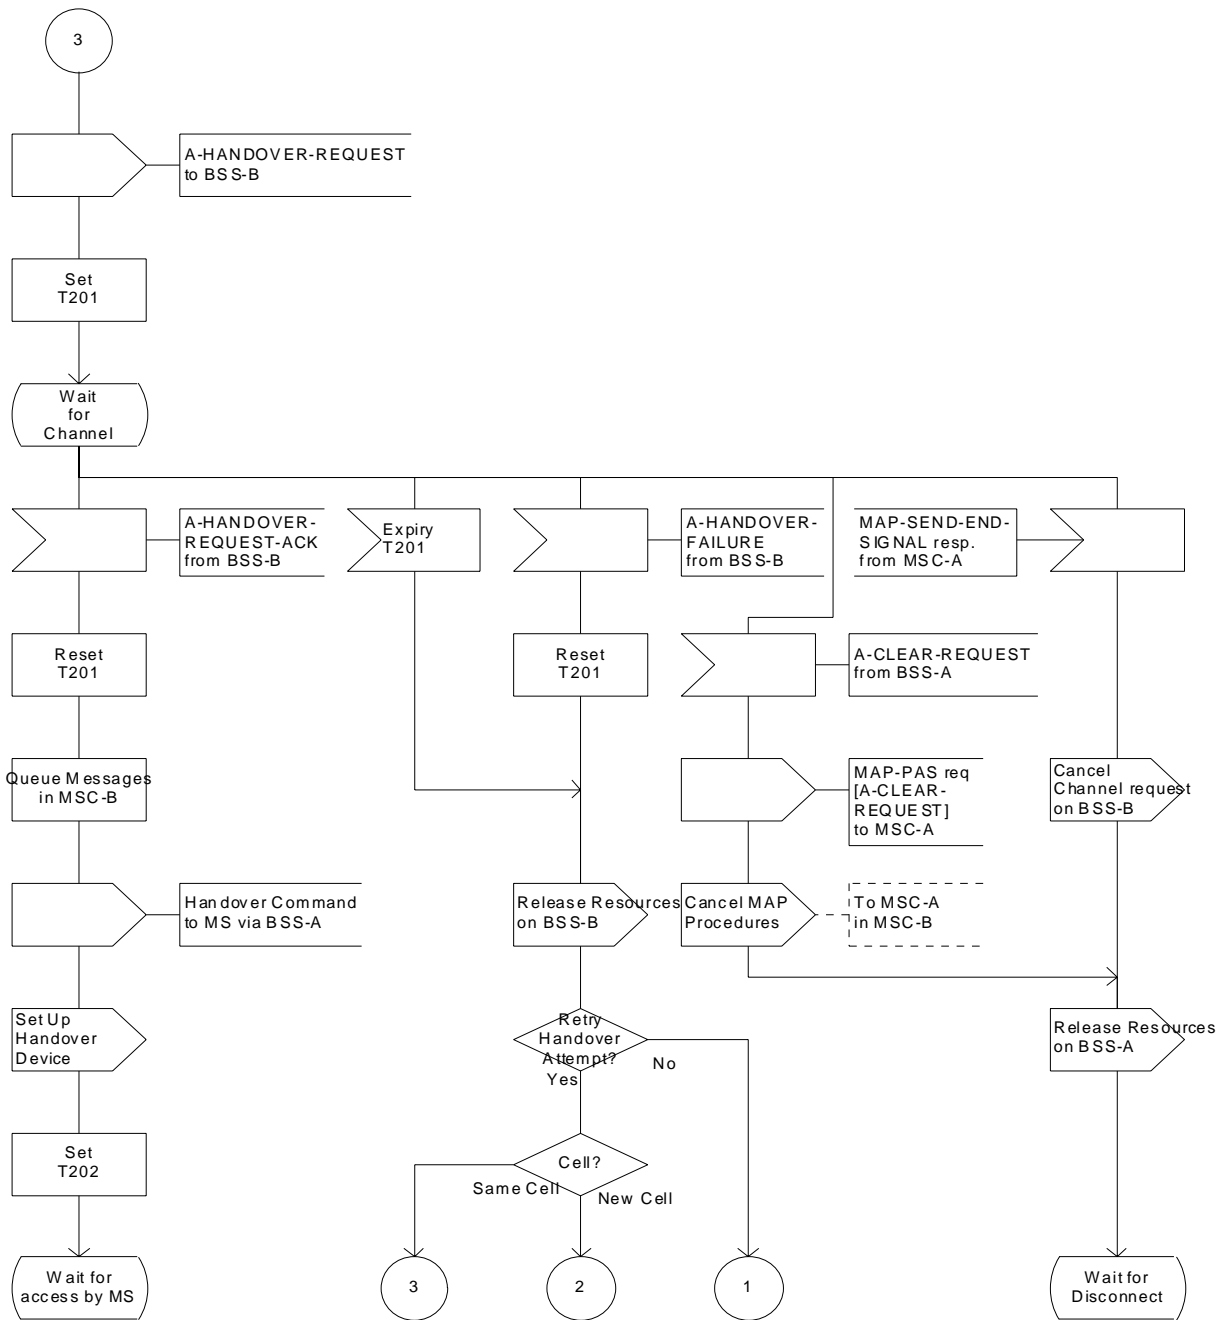 3
A-HANDOVER-REQUEST
to BSS-B
Set
T201
Wait
for
Channel
A-HANDOVER-
REQUEST-ACK
from BSS-B
Expiry
T201
A-HANDOVER-
FAILURE
from BSS-B
MAP-SEND-END-
SIGNAL resp.
from MSC-A
Reset
T201
Reset
T201
A-CLEAR-REQUEST
from BSS-A
Queue Messages
in MSC-B
MAP-PAS req
[A-CLEAR-
REQUEST]
to MSC-A
Cancel
Channel request
on BSS-B
Handover Command
to MS via BSS-A
Release Resources
on BSS-B
Cancel MAP
Procedures
To MSC-A
in MSC-B
Set Up
Handover
Device
Retry
Handover
Attempt?
Yes
No
Release Resources
on BSS-A
Set
T202
Cell?
Same Cell
New Cell
Wait for
access by MS
3
2
1
Wait for
Disconnect